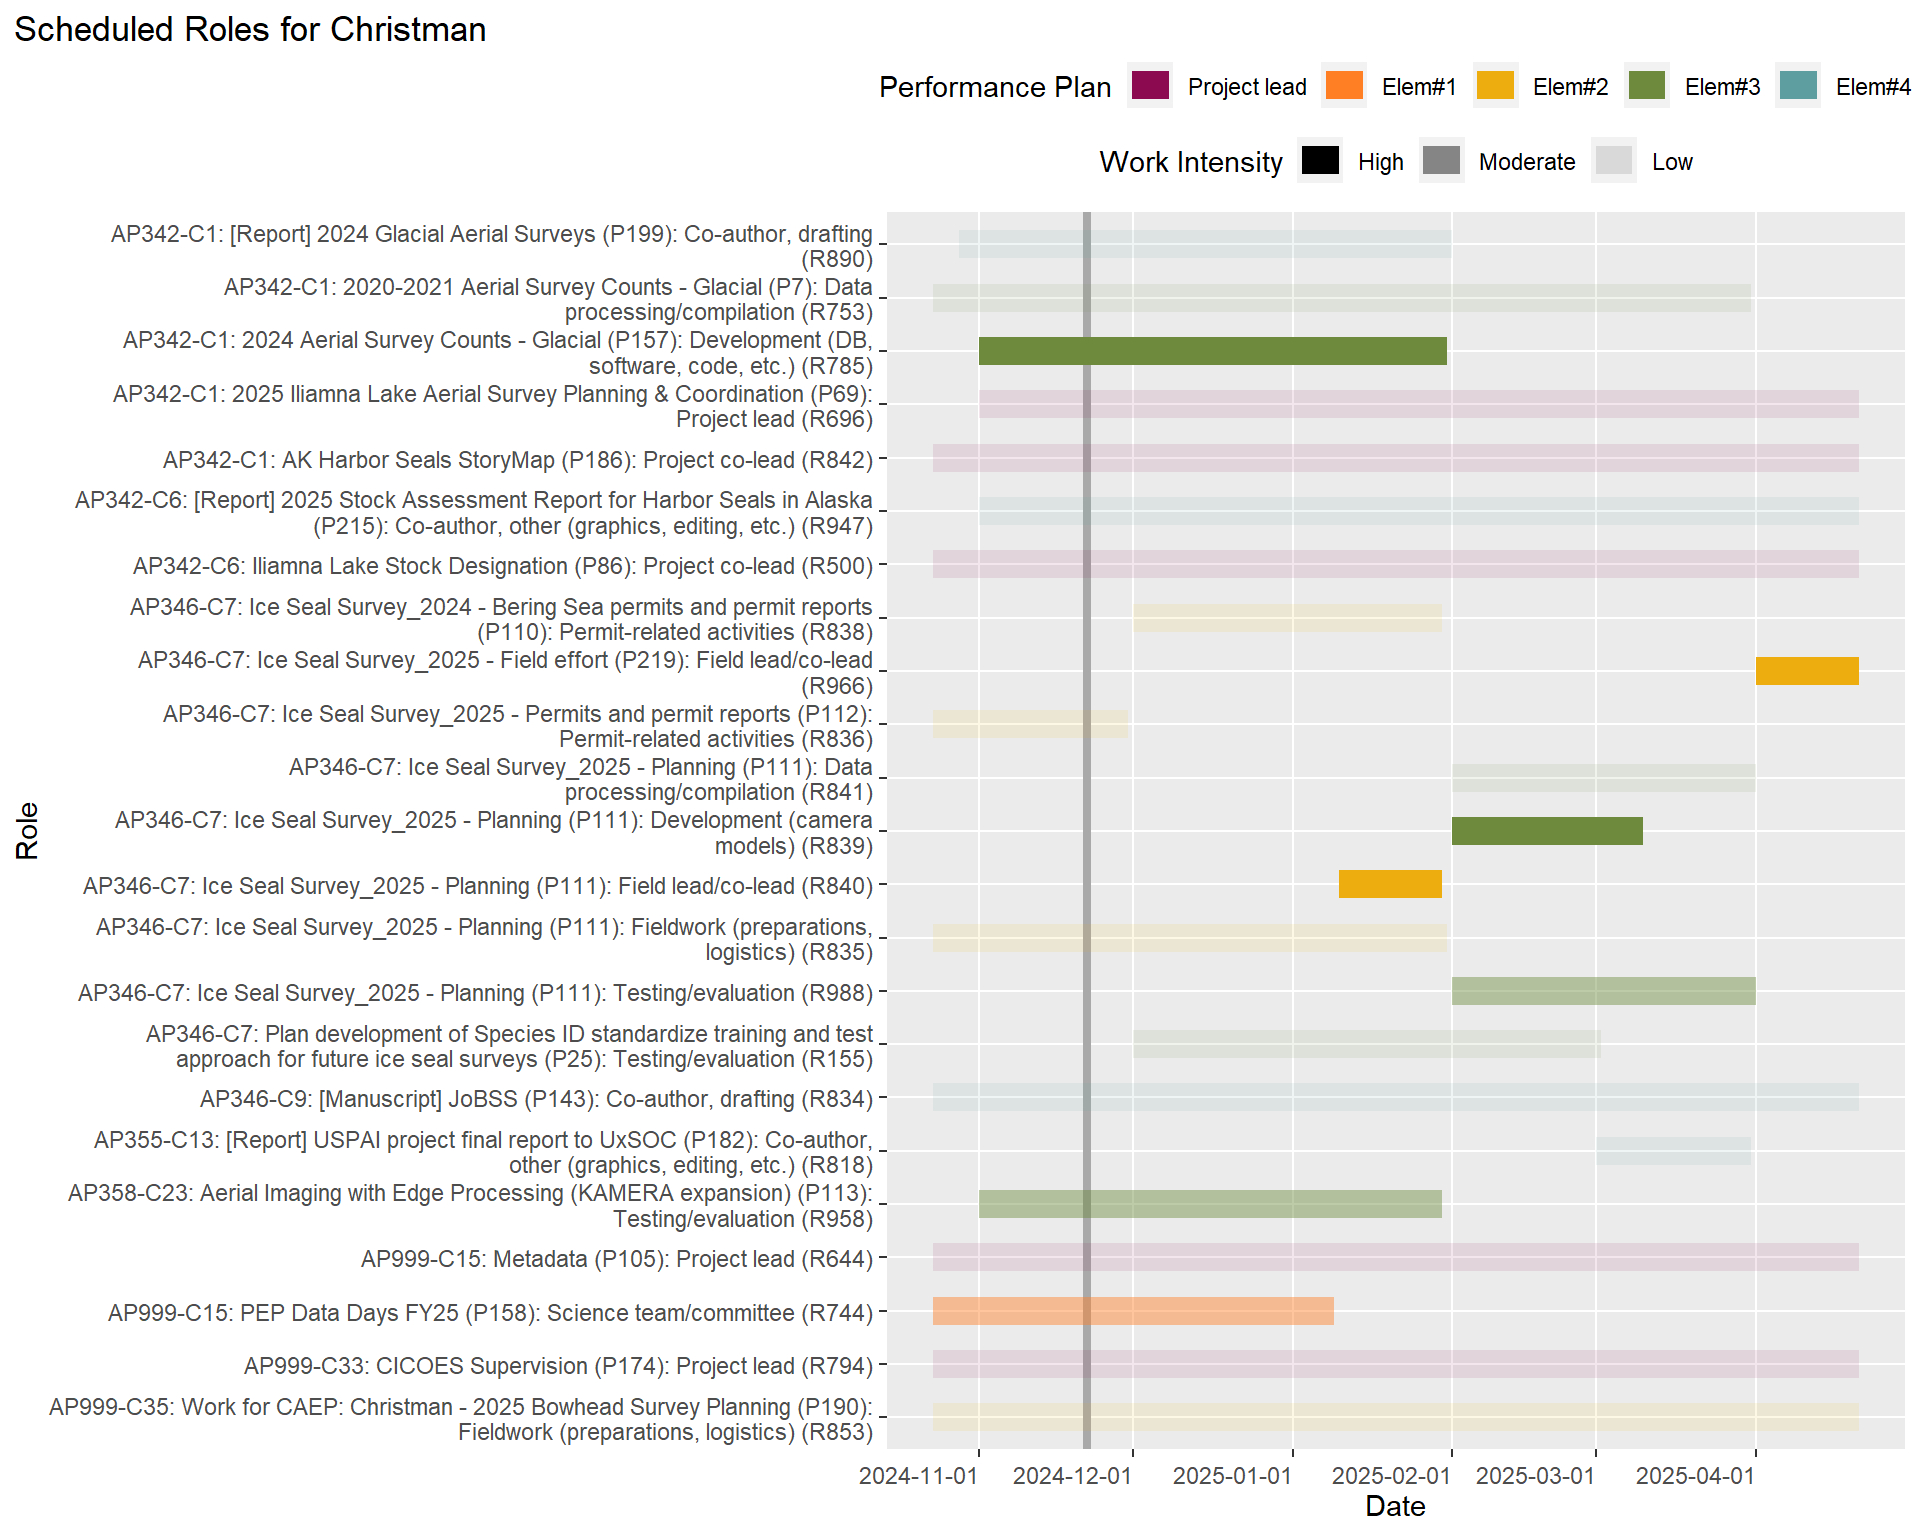 Scheduled Roles for Christman
Performance Plan Project lead Elem#1 Elem#2 Elem#3 Elem#4
Work Intensity High Moderate Low
AP342-C1: [Report] 2024 Glacial Aerial Surveys (P199): Co-author, drafting
(R890)
AP342-C1: 2020-2021 Aerial Survey Counts - Glacial (P7): Data
processing/compilation (R753)
AP342-C1: 2024 Aerial Survey Counts - Glacial (P157): Development (DB,
software, code, etc.) (R785)
AP342-C1: 2025 Iliamna Lake Aerial Survey Planning & Coordination (P69):
Project lead (R696)
AP342-C1: AK Harbor Seals StoryMap (P186): Project co-lead (R842)
AP342-C6: [Report] 2025 Stock Assessment Report for Harbor Seals in Alaska
(P215): Co-author, other (graphics, editing, etc.) (R947)
AP342-C6: Iliamna Lake Stock Designation (P86): Project co-lead (R500)
AP346-C7: Ice Seal Survey_2024 - Bering Sea permits and permit reports
(P110): Permit-related activities (R838)
AP346-C7: Ice Seal Survey_2025 - Field effort (P219): Field lead/co-lead
(R966)
AP346-C7: Ice Seal Survey_2025 - Permits and permit reports (P112):
Permit-related activities (R836)
AP346-C7: Ice Seal Survey_2025 - Planning (P111): Data
processing/compilation (R841)
AP346-C7: Ice Seal Survey_2025 - Planning (P111): Development (camera
models) (R839)
AP346-C7: Ice Seal Survey_2025 - Planning (P111): Field lead/co-lead (R840)
AP346-C7: Ice Seal Survey_2025 - Planning (P111): Fieldwork (preparations,
logistics) (R835)
AP346-C7: Ice Seal Survey_2025 - Planning (P111): Testing/evaluation (R988)
AP346-C7: Plan development of Species ID standardize training and test
approach for future ice seal surveys (P25): Testing/evaluation (R155)
AP346-C9: [Manuscript] JoBSS (P143): Co-author, drafting (R834)
AP355-C13: [Report] USPAI project final report to UxSOC (P182): Co-author,
other (graphics, editing, etc.) (R818)
AP358-C23: Aerial Imaging with Edge Processing (KAMERA expansion) (P113):
Testing/evaluation (R958)
AP999-C15: Metadata (P105): Project lead (R644)
AP999-C15: PEP Data Days FY25 (P158): Science team/committee (R744)
AP999-C33: CICOES Supervision (P174): Project lead (R794)
AP999-C35: Work for CAEP: Christman - 2025 Bowhead Survey Planning (P190):
Fieldwork (preparations, logistics) (R853)
Role
2024-11-01 2024-12-01 2025-01-01 2025-02-01 2025-03-01 2025-04-01
Date